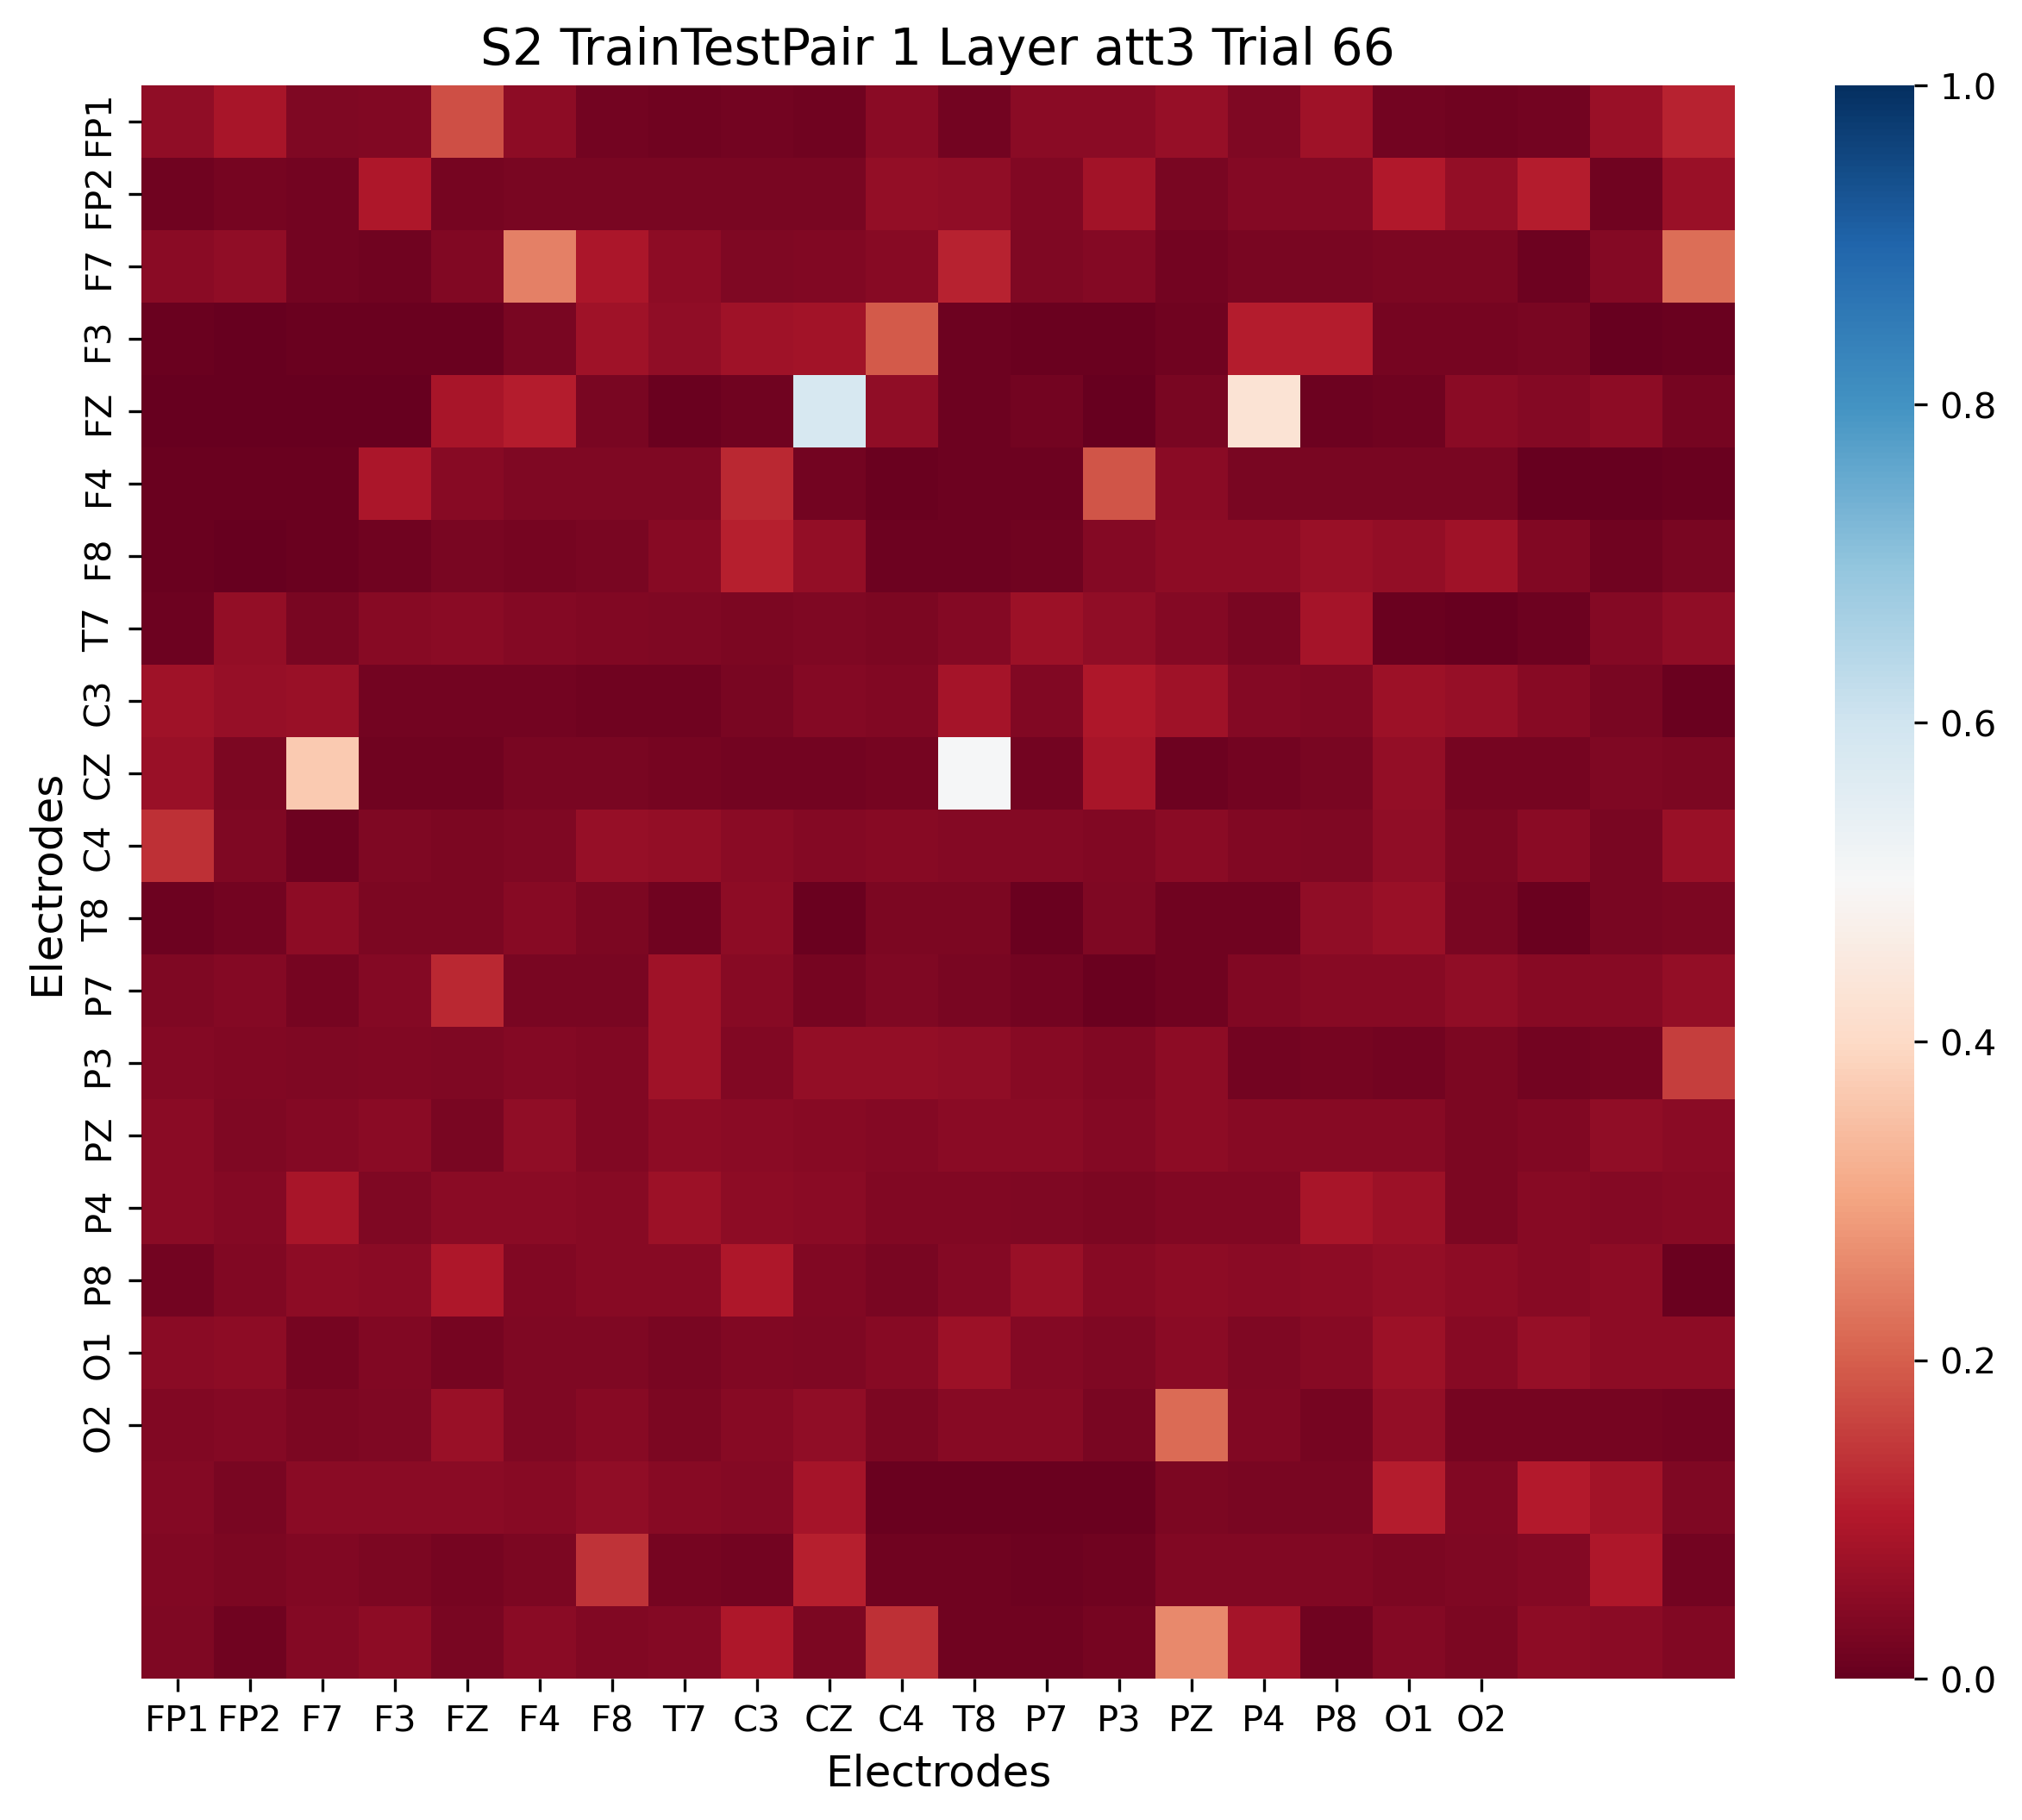 S2 TrainTestPair 1 Layer att3 Trial 66
Electrodes
FP1
FP2
F7
F3
FZ
F4
F8
T7
C3
CZ
C4
T8
P7
P3
PZ
P4
P8
O1
O2
FP1 FP2 F7 F3 FZ F4 F8 T7 C3 CZ C4 T8 P7 P3 PZ P4 P8 O1 O2
Electrodes
1.0
0.8
0.6
0.4
0.2
0.0